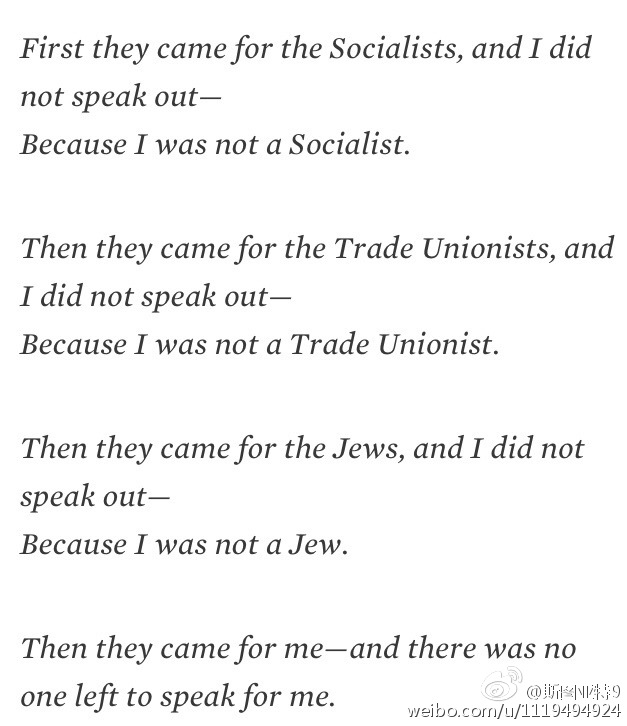 First they came for the Socialists, and I did
not speak out—
Because I was not a Socialist.
Then they came for the Trade Unionists, and
I did not speak out—
Because I was not a Trade Unionist.
Then they came for the Jews, and I did not
speak out—
Because I was not a Jew.
Then they came for me—and there was no
one left to speak for me.
weibo.com/u/1119494924